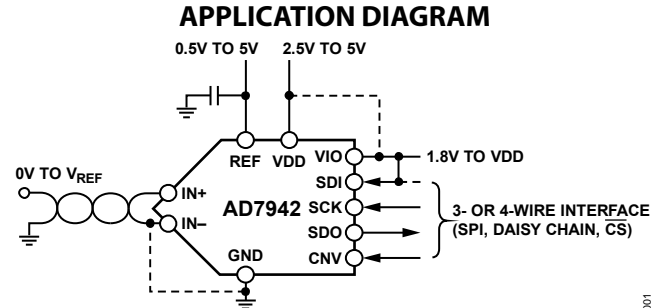 APPLICATION DIAGRAM
0.5V TO 5V 2.5V TO 5V
REF VDD VIO 1.8V TO VDD
0V TO VREF
IN+ SDI
AD7942 SCK
IN– SDO
GND CNV
3- OR 4-WIRE INTERFACE
(SPI, DAISY CHAIN, C̅S̅)
001